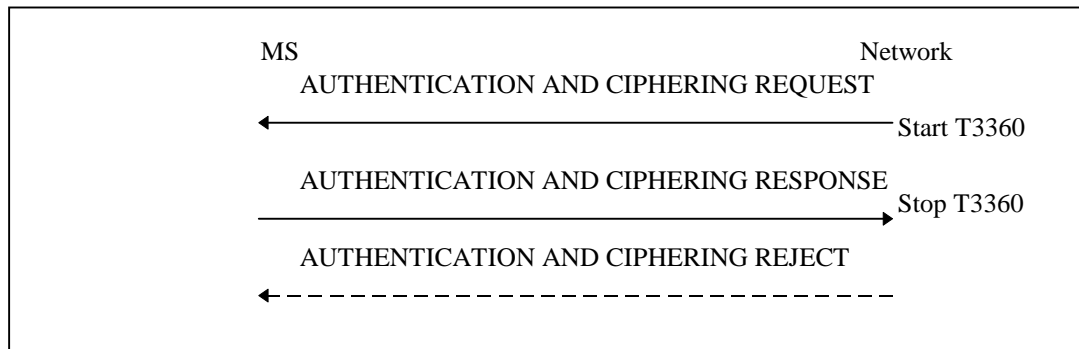 MS Network
AUTHENTICATION AND CIPHERING REQUEST
Start T3360
AUTHENTICATION AND CIPHERING RESPONSE
Stop T3360
AUTHENTICATION AND CIPHERING REJECT